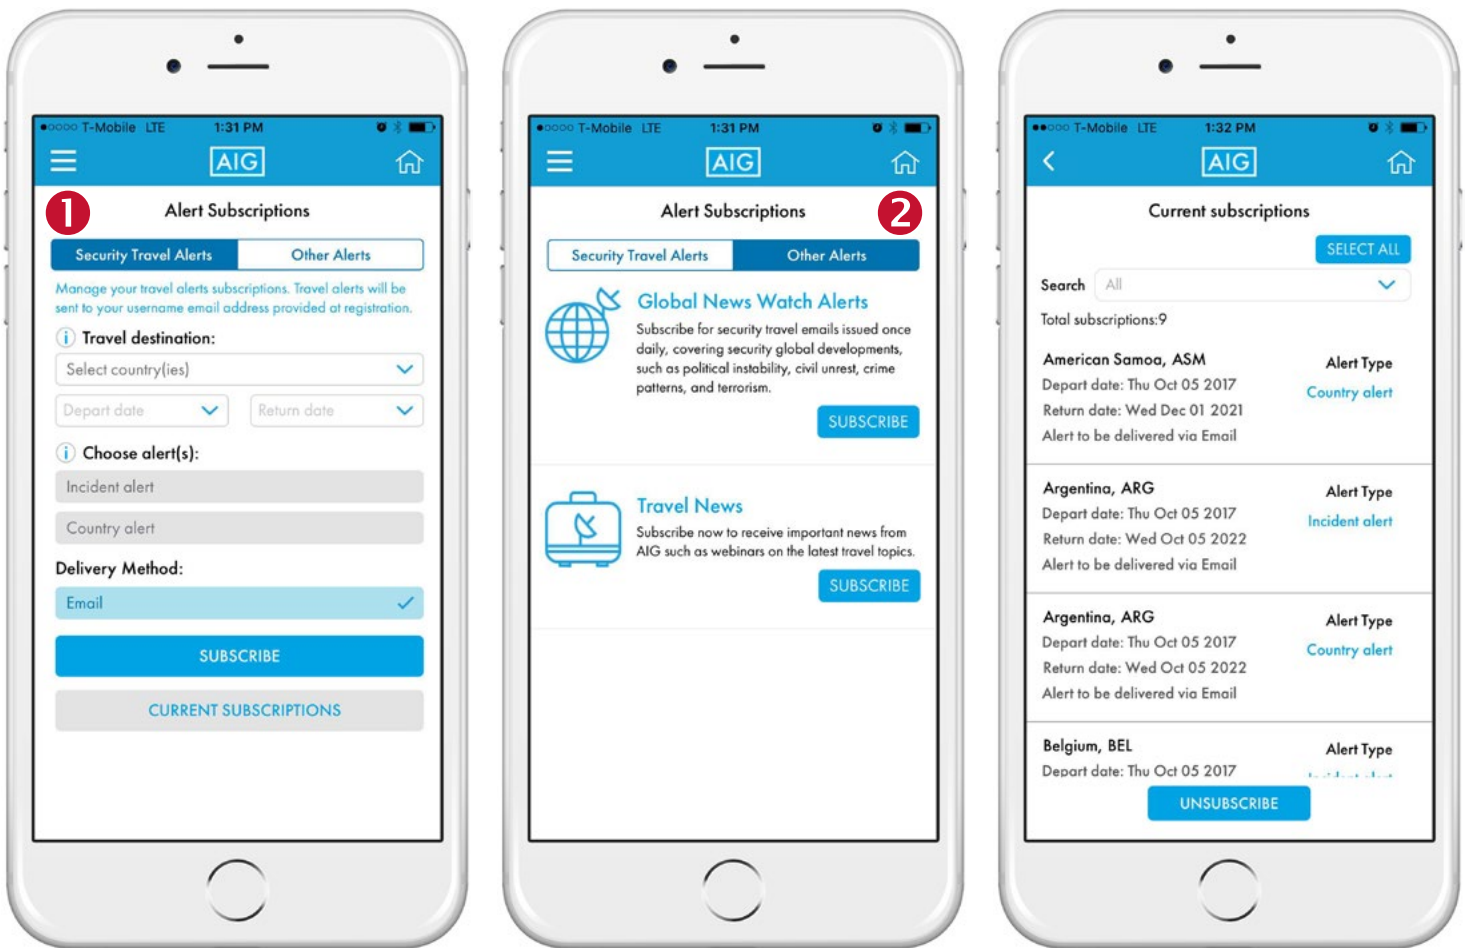 T-Mobile LTE 1:31 PM
AIG
1
Alert Subscriptions
Security Travel Alerts Other Alerts
Manage your travel alerts subscriptions. Travel alerts will be
sent to your username email address provided at registration.
i Travel destination:
Select country(ies)
Depart date Return date
i Choose alert(s):
Incident alert
Country alert
Delivery Method:
Email
SUBSCRIBE
CURRENT SUBSCRIPTIONS
T-Mobile LTE 1:31 PM
AIG
Alert Subscriptions
2
Security Travel Alerts Other Alerts
Global News Watch Alerts
Subscribe for security travel emails issued once
daily, covering security global developments,
such as political instability, civil unrest, crime
patterns, and terrorism.
SUBSCRIBE
Travel News
Subscribe now to receive important news from
AIG such as webinars on the latest travel topics.
SUBSCRIBE
T-Mobile LTE 1:32 PM
AIG
Current subscriptions
SELECT ALL
Search All
Total subscriptions:9
American Samoa, ASM Alert Type
Depart date: Thu Oct 05 2017 Country alert
Return date: Wed Dec 01 2021
Alert to be delivered via Email
Argentina, ARG Alert Type
Depart date: Thu Oct 05 2017 Incident alert
Return date: Wed Oct 05 2022
Alert to be delivered via Email
Argentina, ARG Alert Type
Depart date: Thu Oct 05 2017 Country alert
Return date: Wed Oct 05 2022
Alert to be delivered via Email
Belgium, BEL Alert Type
Depart date: Thu Oct 05 2017 Incident alert
UNSUBSCRIBE